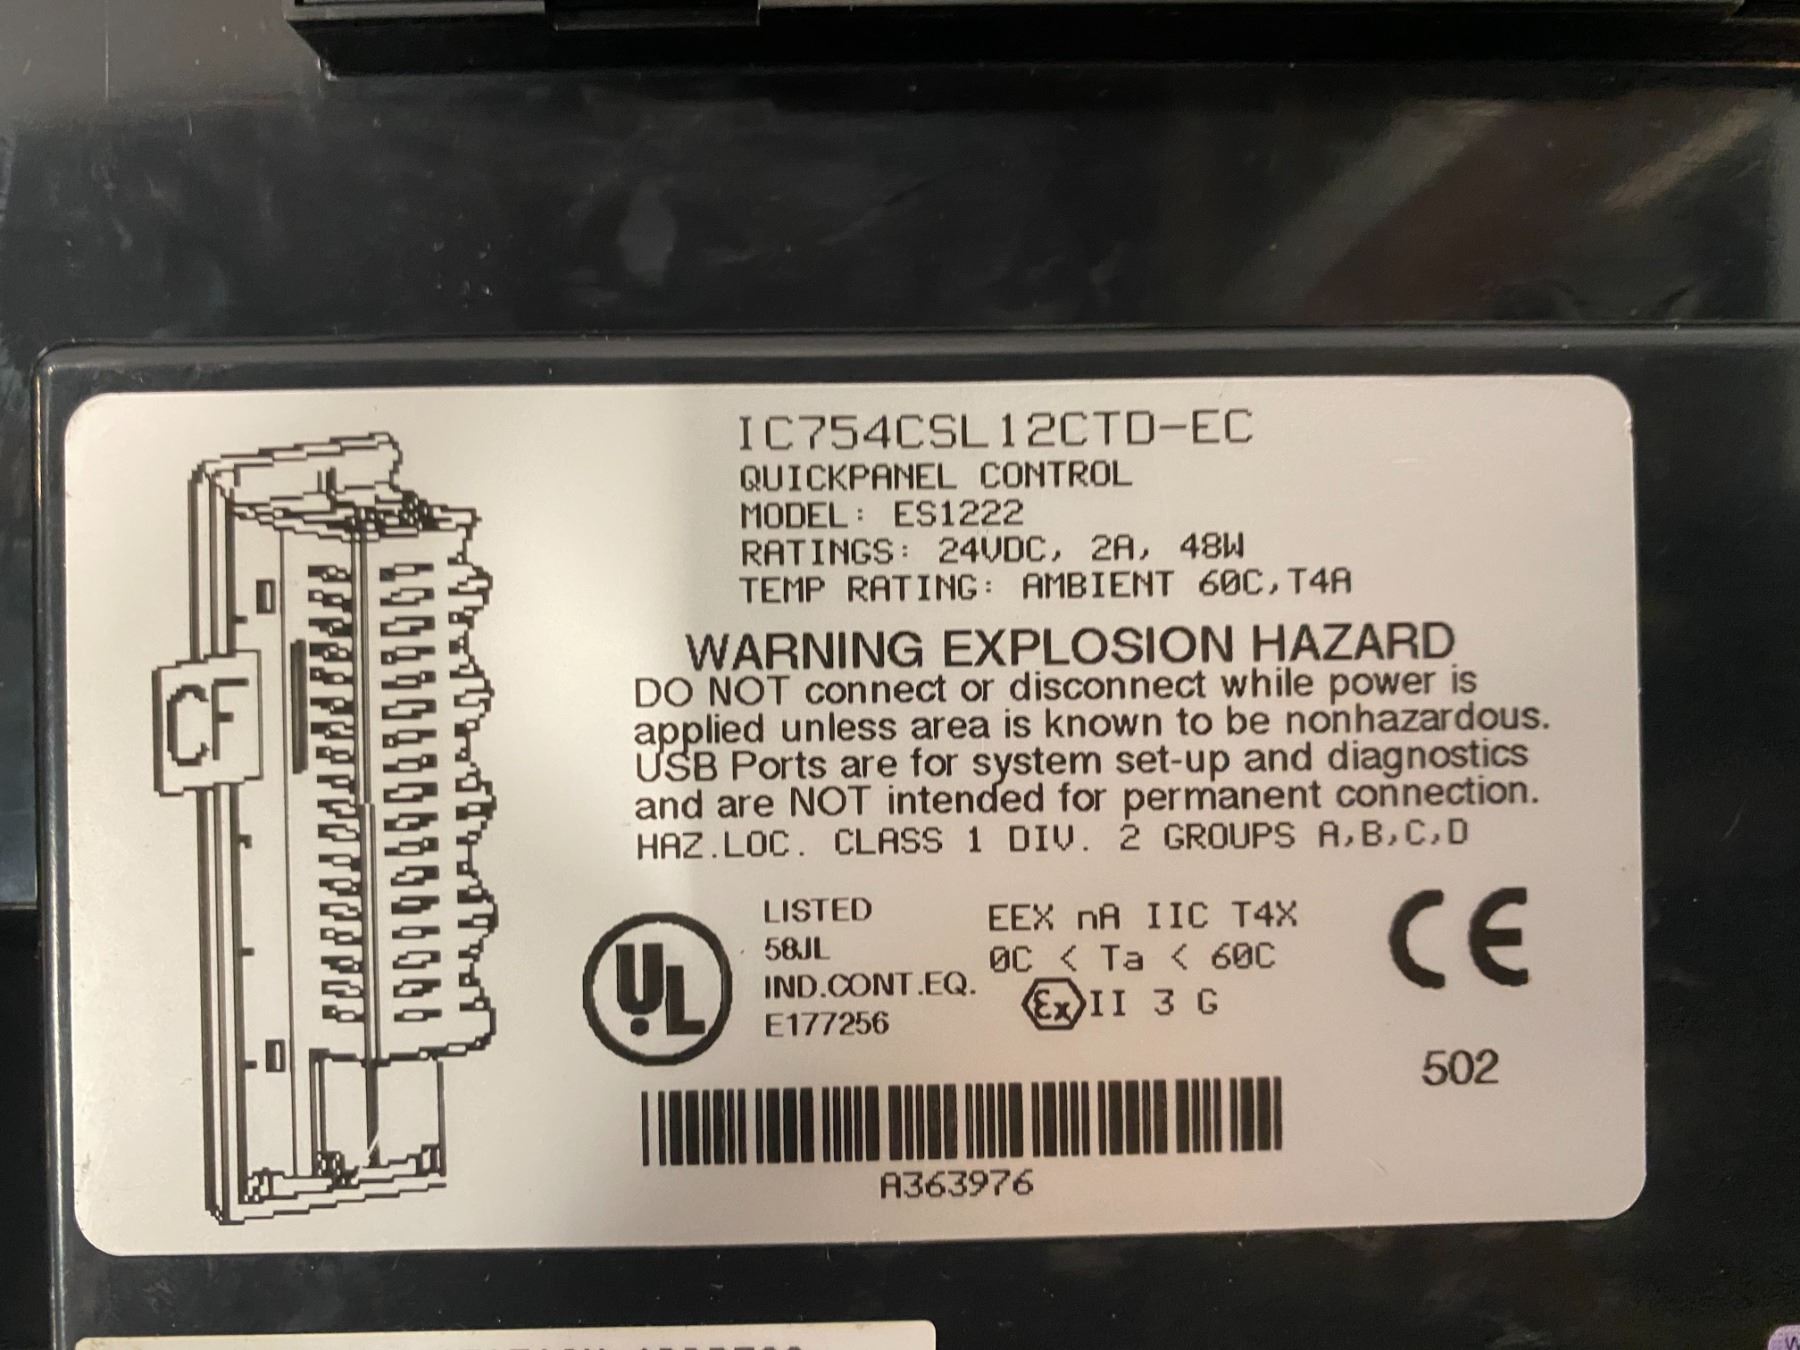 IC754CSL12CTD-EC
QUICKPANEL CONTROL
MODEL: ES1222
RATINGS: 24VDC, 2A, 48W
TEMP RATING: AMBIENT 60C,T4A
WARNING EXPLOSION HAZARD
DO NOT connect or disconnect while power is
applied unless area is known to be nonhazardous.
USB Ports are for system set-up and diagnostics
and are NOT intended for permanent connection.
HAZ.LOC. CLASS 1 DIV. 2 GROUPS A,B,C,D
CF
UL
LISTED
58JL
IND.CONT.EQ.
E177256
EEX nA IIC T4X
0C < Ta < 60C
Ex II 3 G
CE
502
A363976